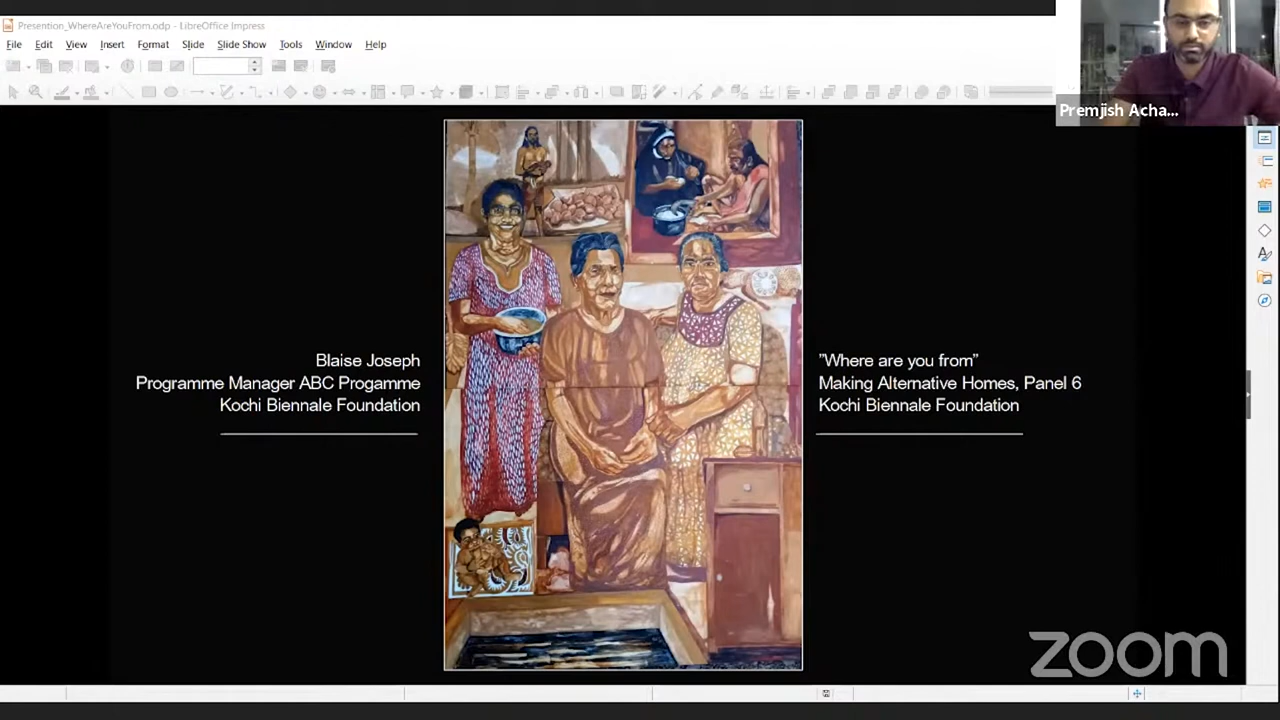 Presention_WhereAreYouFrom.odp - LibreOffice Impress
File Edit View Insert Format Slide Slide Show Tools Window Help
Premjish Acha...
Blaise Joseph
Programme Manager ABC Progamme
Kochi Biennale Foundation
"Where are you from"
Making Alternative Homes, Panel 6
Kochi Biennale Foundation
zoom